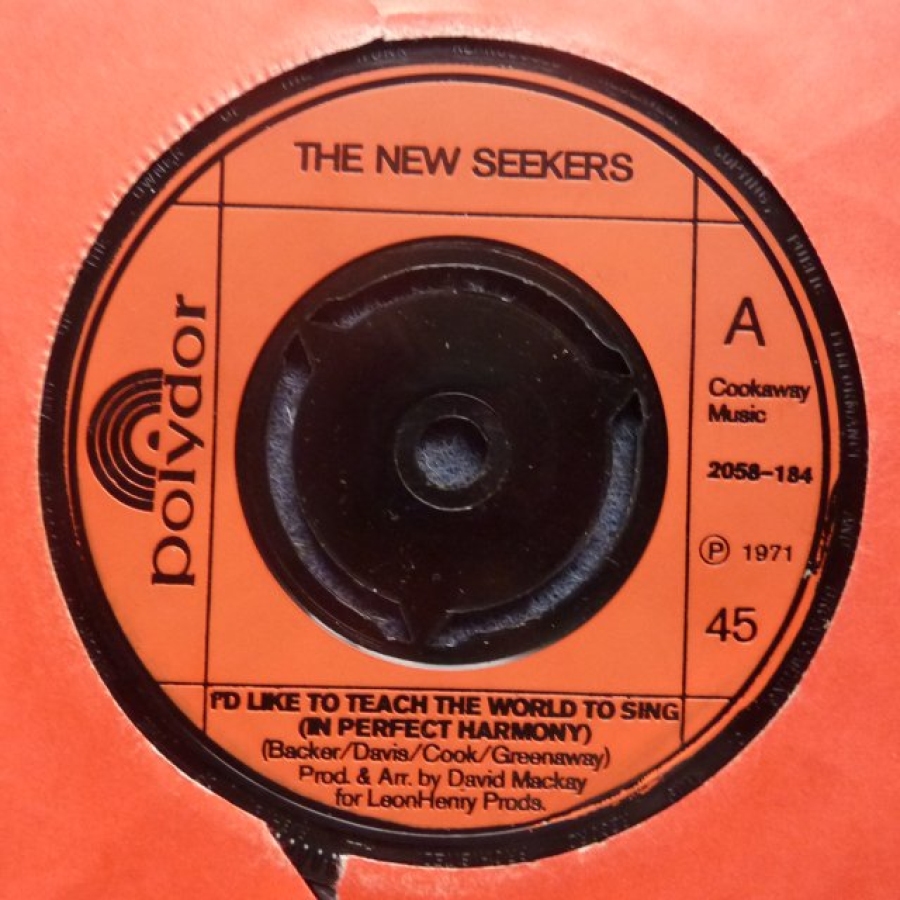 THE NEW SEEKERS
polydor
A
Cookaway
Music
2058-184
Ⓟ 1971
45
I'D LIKE TO TEACH THE WORLD TO SING
(IN PERFECT HARMONY)
(Backer/Davis/Cook/Greenaway)
Prod. & Arr. by David Mackay
for LeonHenry Prods.